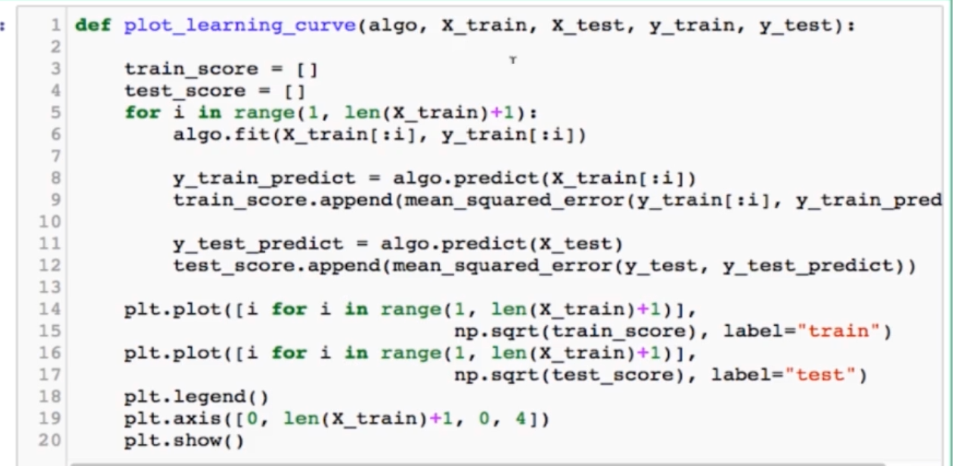 1 def plot_learning_curve(algo, X_train, X_test, y_train, y_test):
2
3     train_score = []
4     test_score = []
5     for i in range(1, len(X_train)+1):
6         algo.fit(X_train[:i], y_train[:i])
7
8         y_train_predict = algo.predict(X_train[:i])
9         train_score.append(mean_squared_error(y_train[:i], y_train_pred
10
11         y_test_predict = algo.predict(X_test)
12         test_score.append(mean_squared_error(y_test, y_test_predict))
13
14     plt.plot([i for i in range(1, len(X_train)+1)],
15                                np.sqrt(train_score), label="train")
16     plt.plot([i for i in range(1, len(X_train)+1)],
17                                np.sqrt(test_score), label="test")
18     plt.legend()
19     plt.axis([0, len(X_train)+1, 0, 4])
20     plt.show()